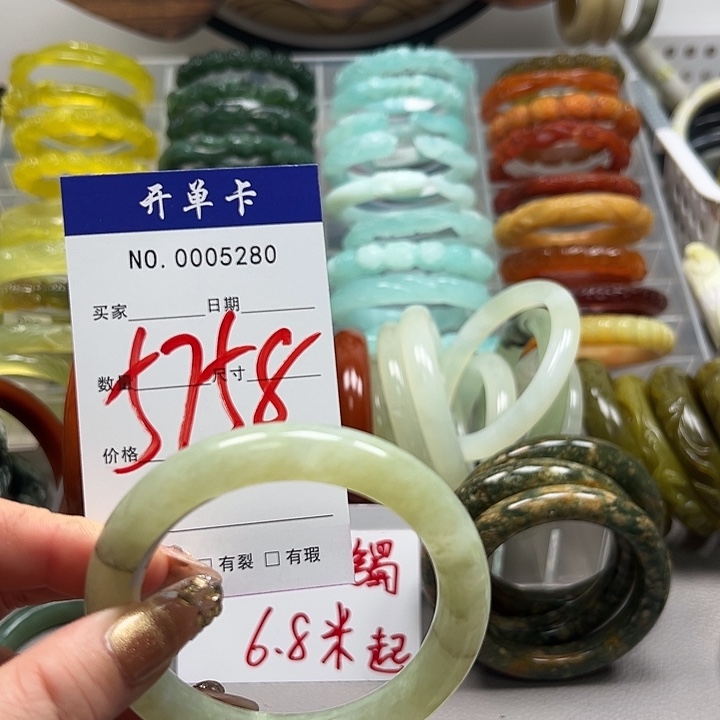 开单卡
NO. 0005280
买家 日期
5758
数量 尺寸
价格
有裂 □ 有瑕
镯
6.8米起